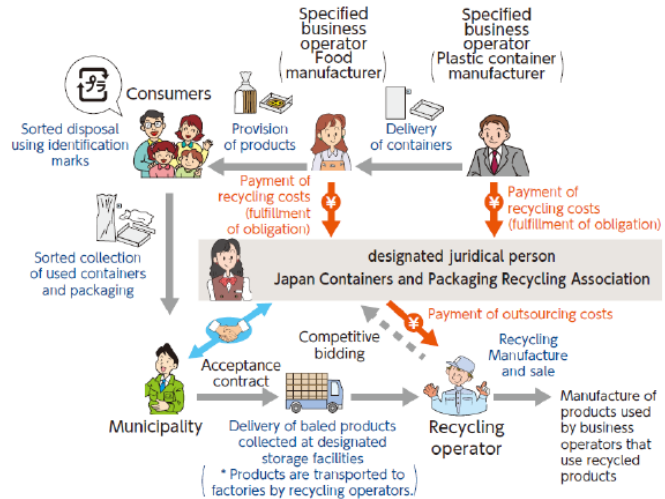 Specified
business
operator
(Food
manufacturer)
Specified
business
operator
(Plastic container
manufacturer)
プラ
Consumers
Sorted disposal
using identification
marks
Provision
of products
Delivery
of containers
Payment of
recycling costs
(fulfillment
of obligation)
¥
¥
Payment of
recycling costs
(fulfillment of obligation)
Sorted collection
of used containers
and packaging
designated juridical person
Japan Containers and Packaging Recycling Association
¥
Payment of outsourcing costs
Competitive
bidding
Recycling
Manufacture
and sale
Acceptance
contract
Municipality
Delivery of baled products
collected at designated
storage facilities
(* Products are transported to
factories by recycling operators.)
Recycling
operator
Manufacture of
products used
by business
operators that
use recycled
products